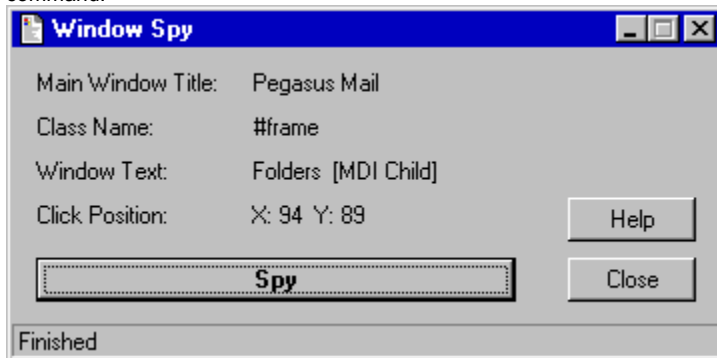 command.
Window Spy
Main Window Title: Pegasus Mail
Class Name: #frame
Window Text: Folders [MDI Child]
Click Position: X: 94 Y: 89
Help
Spy
Close
Finished